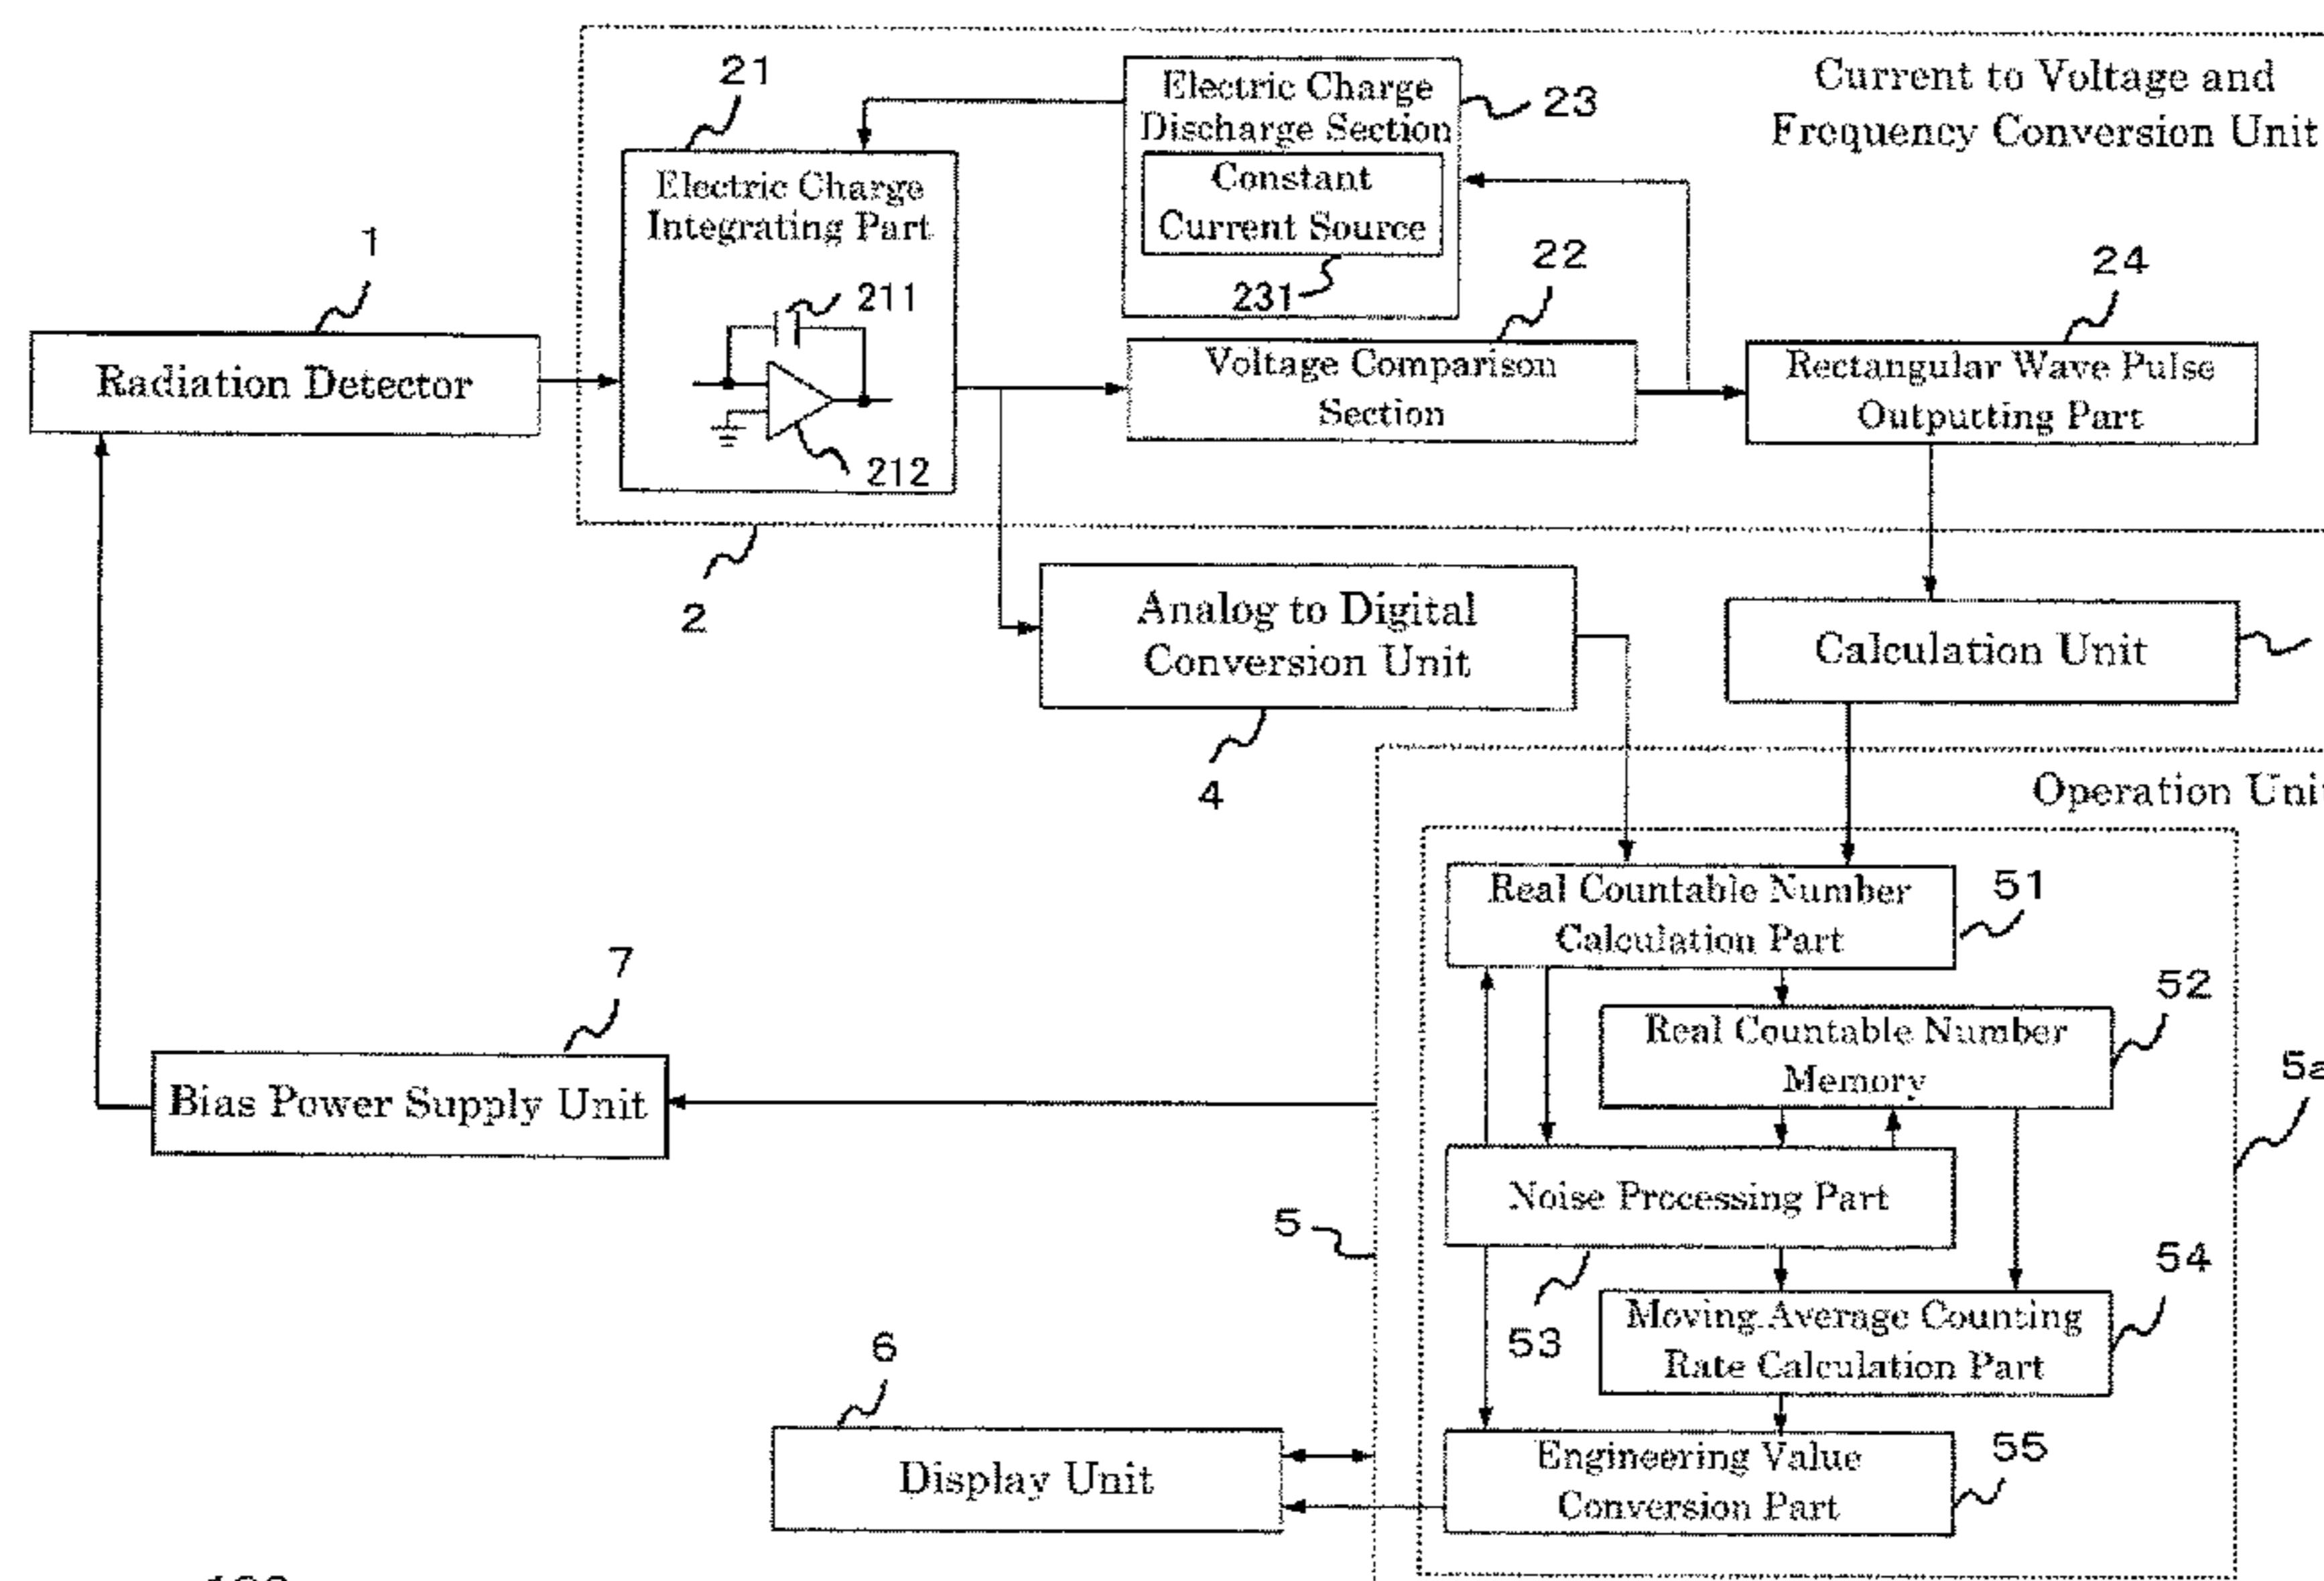 21
Electric Charge
Discharge Section
23
Constant
Current Source
231
Current to Voltage and
Frequency Conversion Unit
Electric Charge
Integrating Part
211
212
1
Radiation Detector
22
Voltage Comparison
Section
24
Rectangular Wave Pulse
Outputting Part
2
Analog to Digital
Conversion Unit
4
Calculation Unit
Operation
Real Countable Number
Calculation Part
51
52
Real Countable Number
Memory
5a
7
Bias Power Supply Unit
Noise Processing Part
5
53
54
Moving Average Counting
Rate Calculation Part
6
Display Unit
Engineering Value
Conversion Part
55